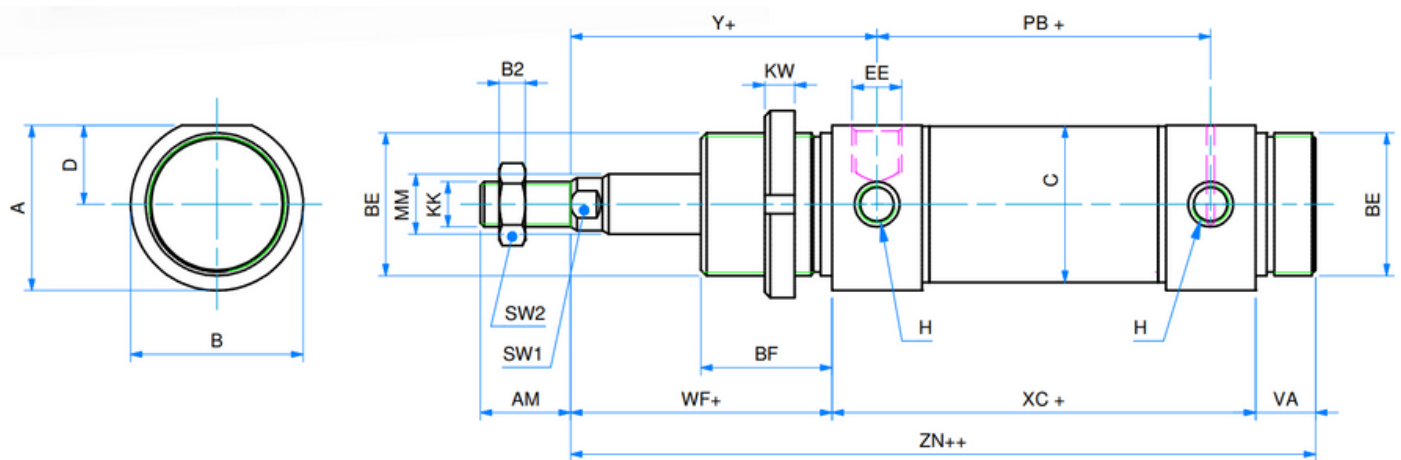 Y+ PB +
B2 KW EE
A D BE MM KK C BE
SW2 H H
B SW1 BF
AM WF+ XC + VA
ZN++